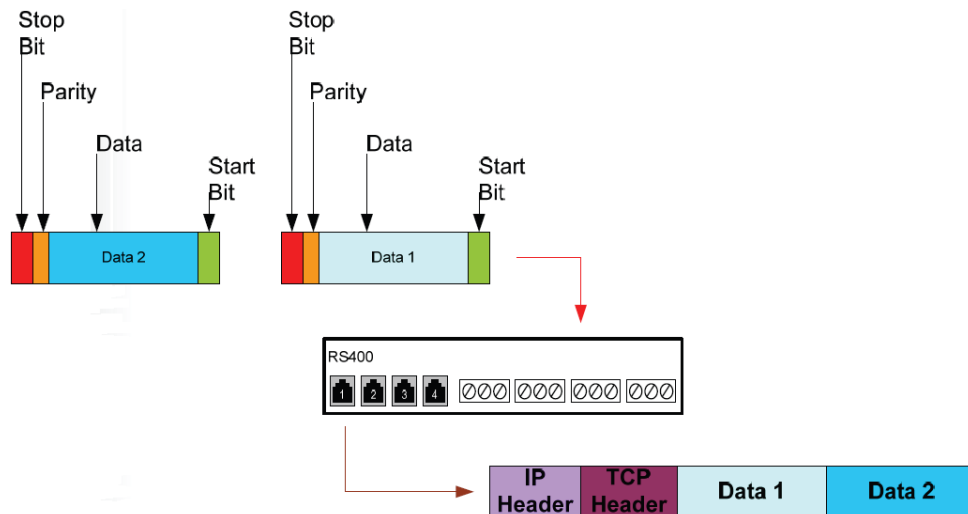 Stop
Bit
Parity
Data
Start
Bit
Stop
Bit
Parity
Data
Start
Bit
Data 2
Data 1
RS400
1
2
3
4
IP
Header
TCP
Header
Data 1
Data 2